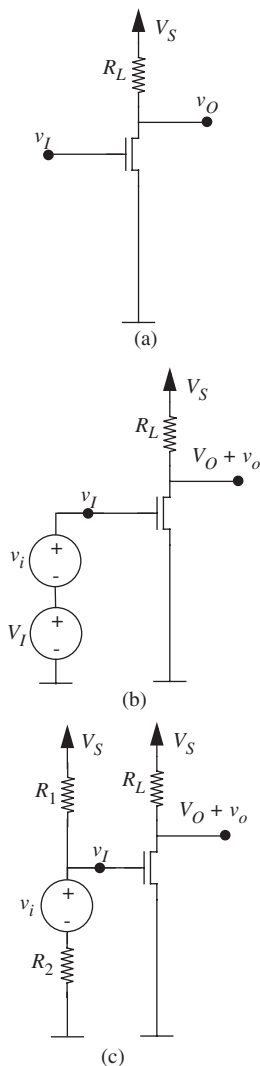 V_S
R_L
v_O
v_I
(a)
V_S
R_L
V_O + v_o
v_I
v_i
+
-
V_I
+
-
(b)
V_S
V_S
R_1
R_L
V_O + v_o
v_I
v_i
+
-
R_2
(c)